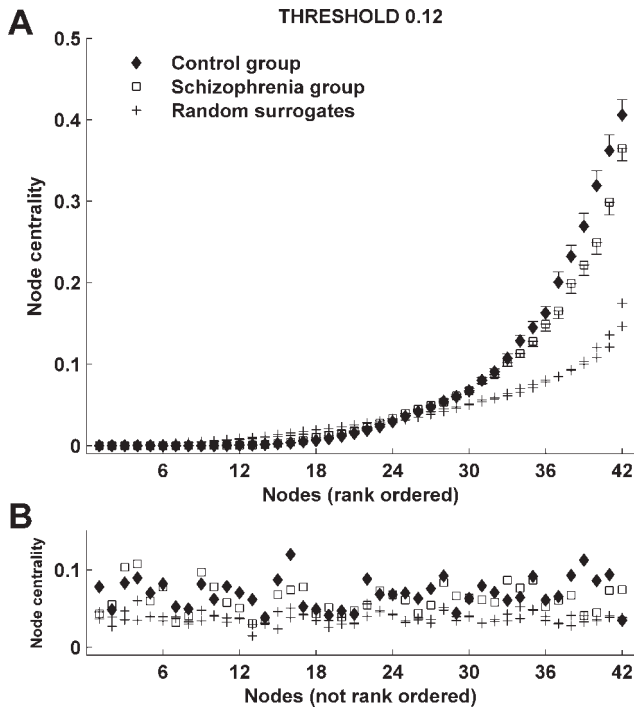 THRESHOLD 0.12
A
0.5
Control group
Schizophrenia group
Random surrogates
0.4
0.3
0.2
0.1
0
Node centrality
6 12 18 24 30 36 42
Nodes (rank ordered)
B
0.1
0
Node centrality
6 12 18 24 30 36 42
Nodes (not rank ordered)